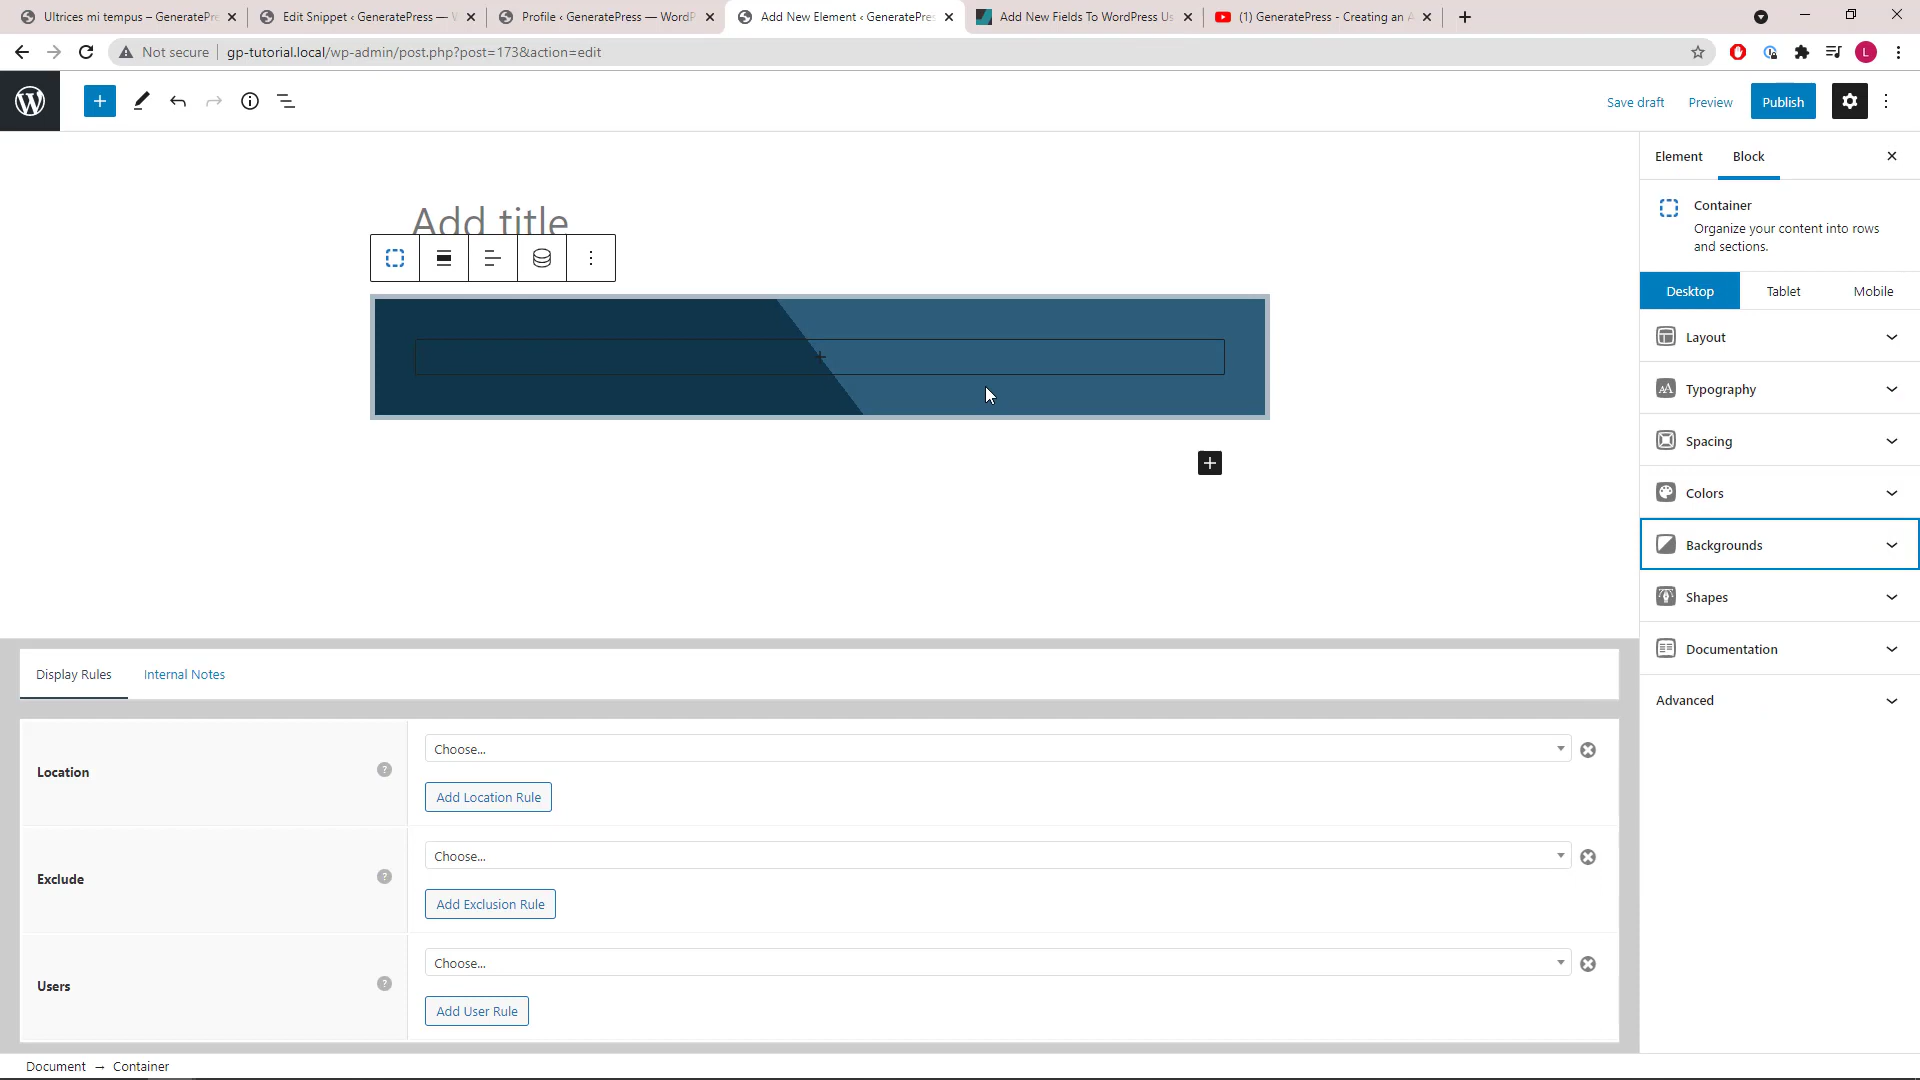 Ultrices mi tempus – GeneratePre
Edit Snippet ‹ GeneratePress — W
Profile ‹ GeneratePress — WordP
Add New Element ‹ GeneratePres
Add New Fields To WordPress Us
(1) GeneratePress - Creating an A
Not secure
gp-tutorial.local/wp-admin/post.php?post=173&action=edit
L
Save draft
Preview
Publish
Element
Block
Add title
Container
Organize your content into rows
and sections.
Desktop
Tablet
Mobile
Layout
Typography
Spacing
Colors
Backgrounds
Shapes
Documentation
Advanced
Display Rules
Internal Notes
Location
?
Choose...
Add Location Rule
Exclude
?
Choose...
Add Exclusion Rule
Users
?
Choose...
Add User Rule
Document → Container